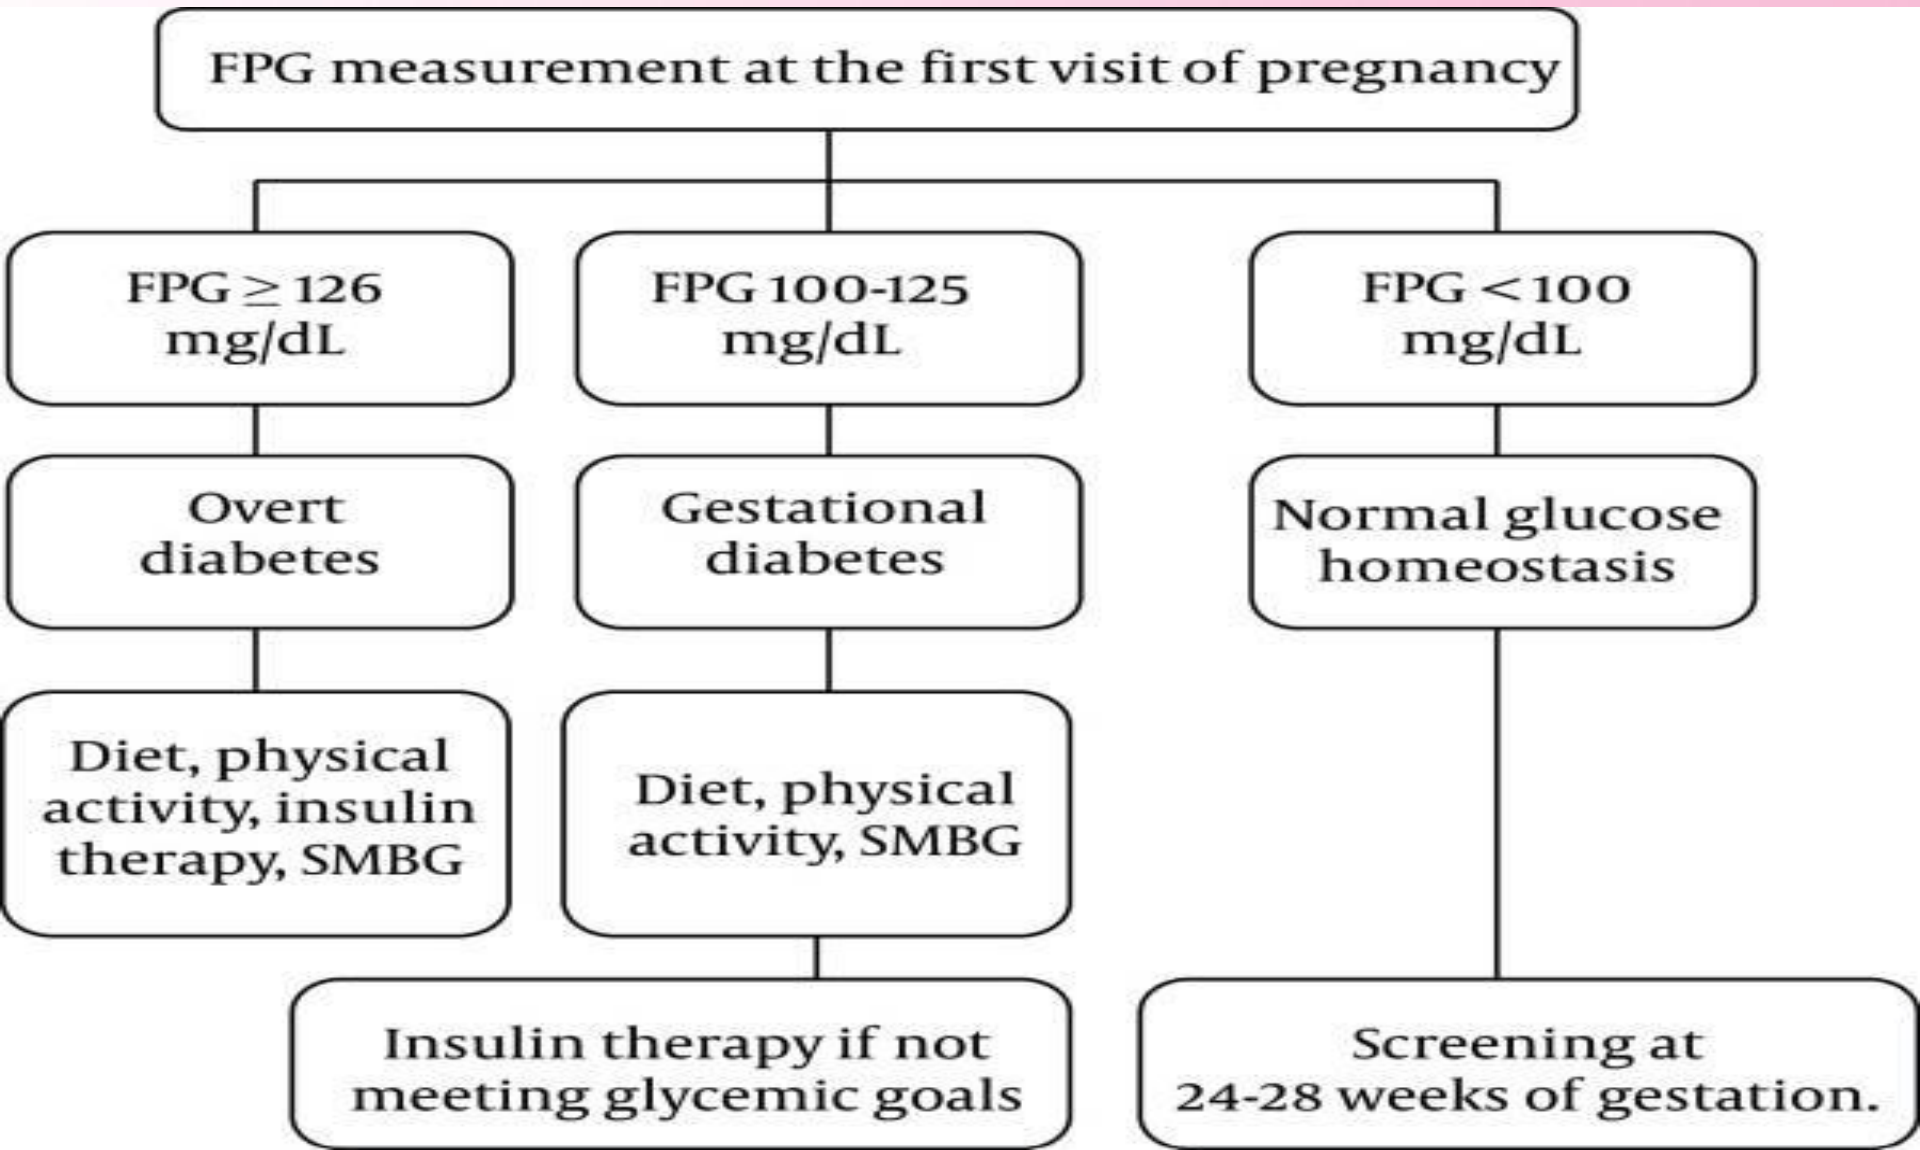 FPG measurement at the first visit of pregnancy
FPG ≥ 126
mg/dL
FPG 100-125
mg/dL
FPG < 100
mg/dL
Overt
diabetes
Gestational
diabetes
Normal glucose
homeostasis
Diet, physical
activity, insulin
therapy, SMBG
Diet, physical
activity, SMBG
Insulin therapy if not
meeting glycemic goals
Screening at
24-28 weeks of gestation.